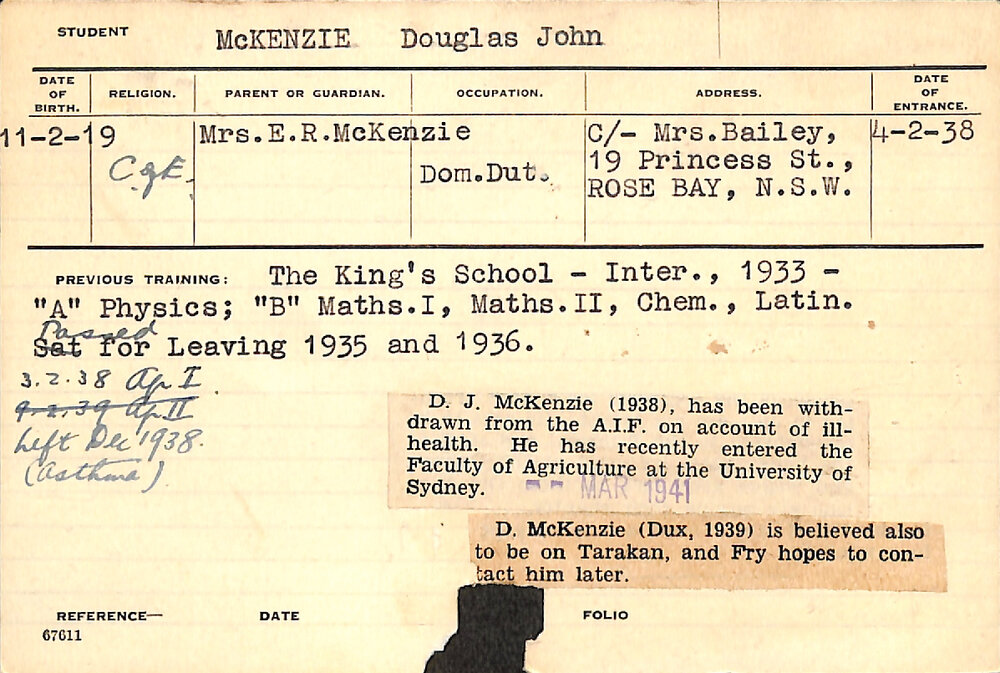 STUDENT McKENZIE Douglas John
DATE OF BIRTH. RELIGION. PARENT OR GUARDIAN. OCCUPATION. ADDRESS. DATE OF ENTRANCE.
11-2-19 Mrs.E.R.McKenzie C/- Mrs.Bailey, 4-2-38
C of E. Dom.Dut. 19 Princess St.,
ROSE BAY, N.S.W.
PREVIOUS TRAINING: The King's School - Inter., 1933 -
"A" Physics; "B" Maths.I, Maths.II, Chem., Latin.
Passed
Sat for Leaving 1935 and 1936.
3.2.38 Ap I
9.2.39 Ap II
Left Dec 1938.
(Asthma)
D. J. McKenzie (1938), has been with-
drawn from the A.I.F. on account of ill-
health. He has recently entered the
Faculty of Agriculture at the University of
Sydney. MAR 1941
D. McKenzie (Dux, 1939) is believed also
to be on Tarakan, and Fry hopes to con-
tact him later.
REFERENCE— DATE FOLIO
67611